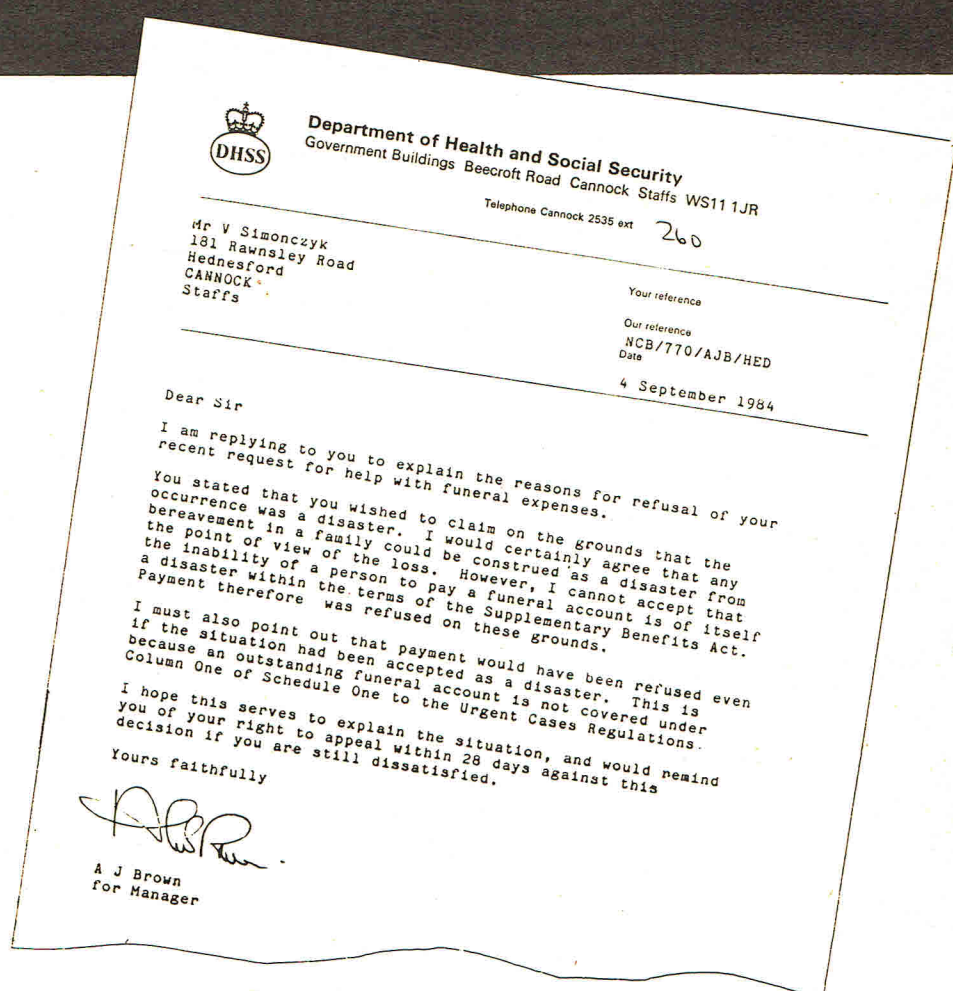 DHSS
Department of Health and Social Security
Government Buildings Beecroft Road Cannock Staffs WS11 1JR
Telephone Cannock 2535 ext 260
Mr V Simonczyk
181 Rawnsley Road
Hednesford
CANNOCK
Staffs
Your reference
Our reference
NCB/770/AJB/HED
Date
4 September 1984
Dear Sir
I am replying to you to explain the reasons for refusal of your
recent request for help with funeral expenses.
You stated that you wished to claim on the grounds that the
occurrence was a disaster. I would certainly agree that any
bereavement in a family could be construed as a disaster from
the point of view of the loss. However, I cannot accept that
the inability of a person to pay a funeral account is of itself
a disaster within the terms of the Supplementary Benefits Act.
Payment therefore was refused on these grounds.
I must also point out that payment would have been refused even
if the situation had been accepted as a disaster. This is
because an outstanding funeral account is not covered under
Column One of Schedule One to the Urgent Cases Regulations.
I hope this serves to explain the situation, and would remind
you of your right to appeal within 28 days against this
decision if you are still dissatisfied.
Yours faithfully
A J Brown
for Manager